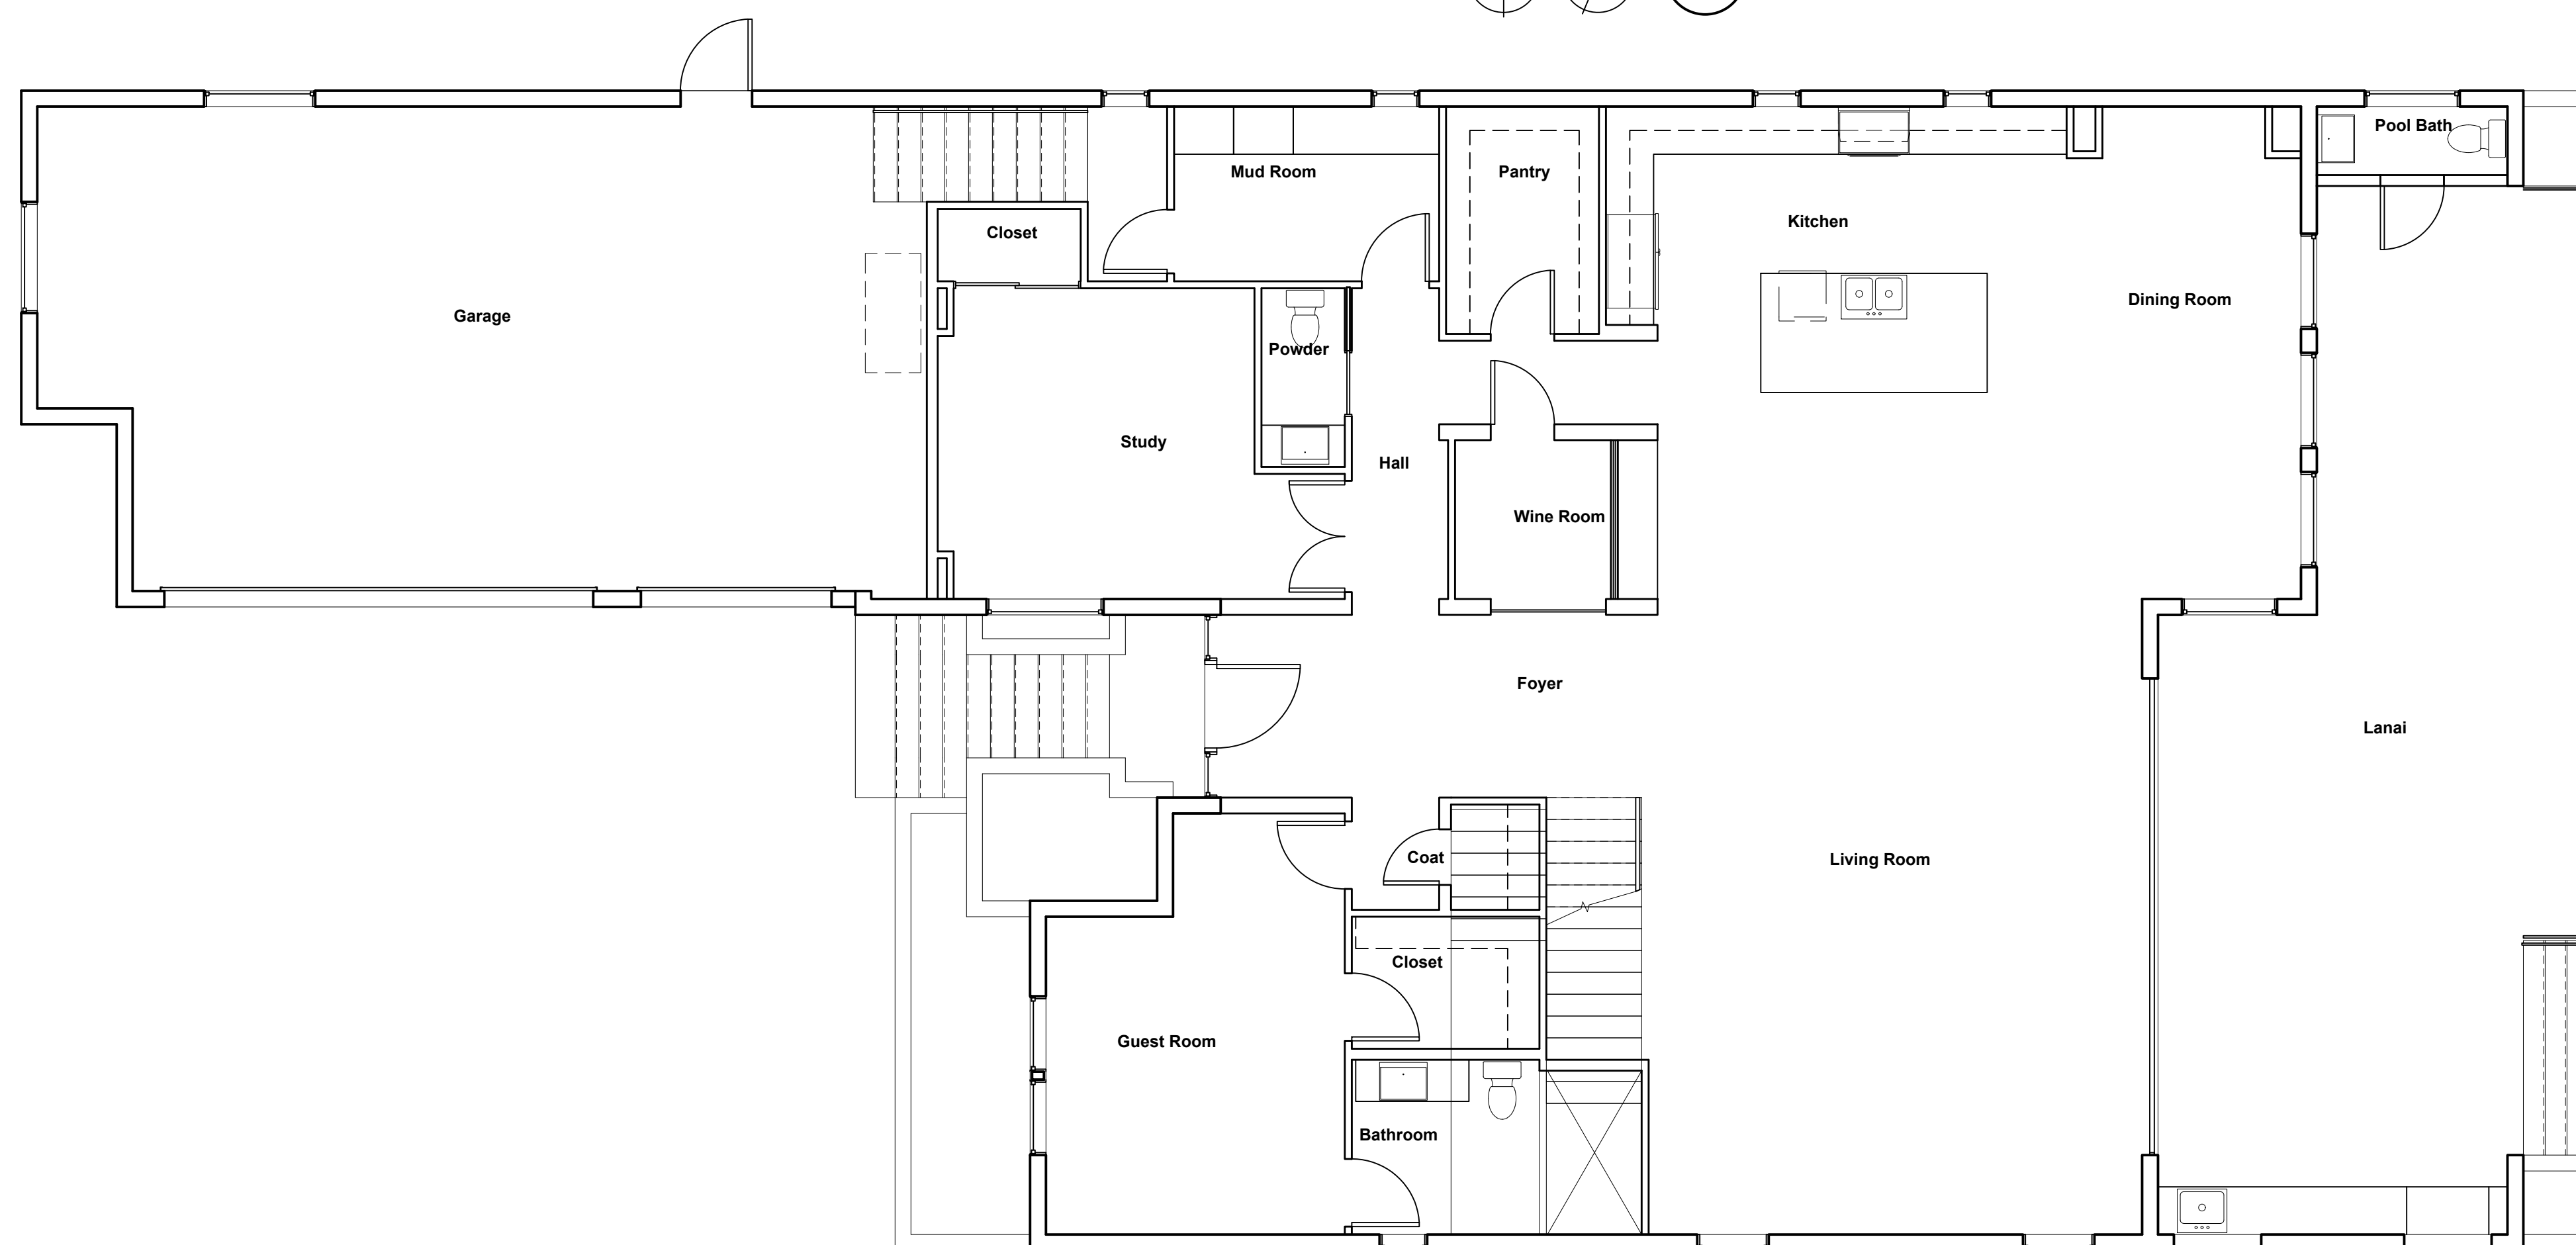 Pool Bath
Mud Room
Pantry
Kitchen
Closet
Dining Room
Garage
Powder
Study
Hall
Wine Room
Foyer
Lanai
Coat
Living Room
Closet
Guest Room
Bathroom